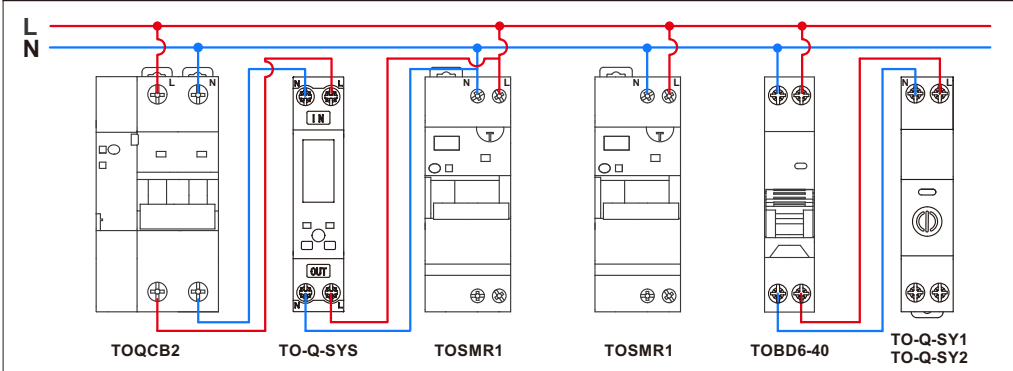 L
N
L N
N L
N L
N L
N L
IN
T
T
OUT
N L
TOQCB2
TO-Q-SYS
TOSMR1
TOSMR1
TOBD6-40
TO-Q-SY1
TO-Q-SY2